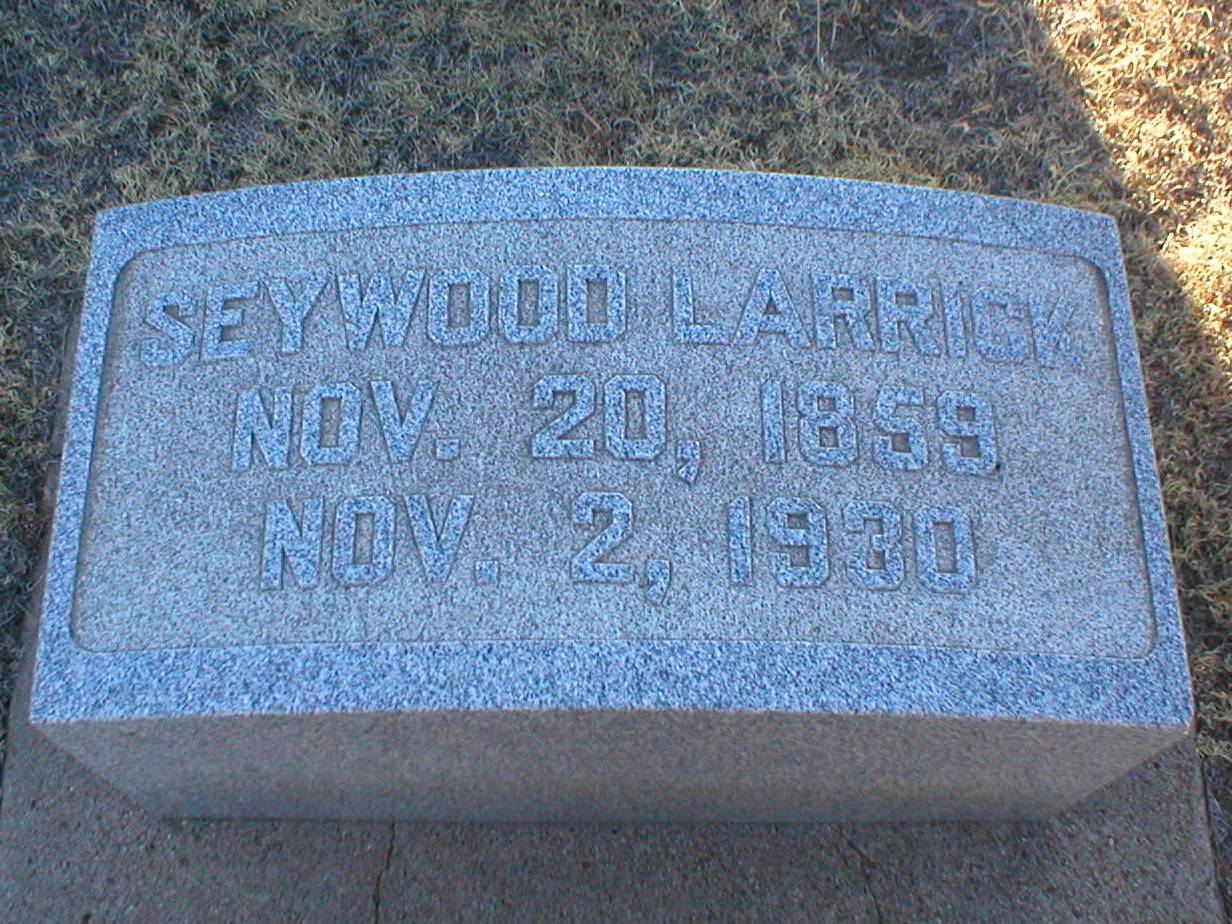 SEYWOOD LARRICK
NOV. 20, 1859
NOV. 2, 1930